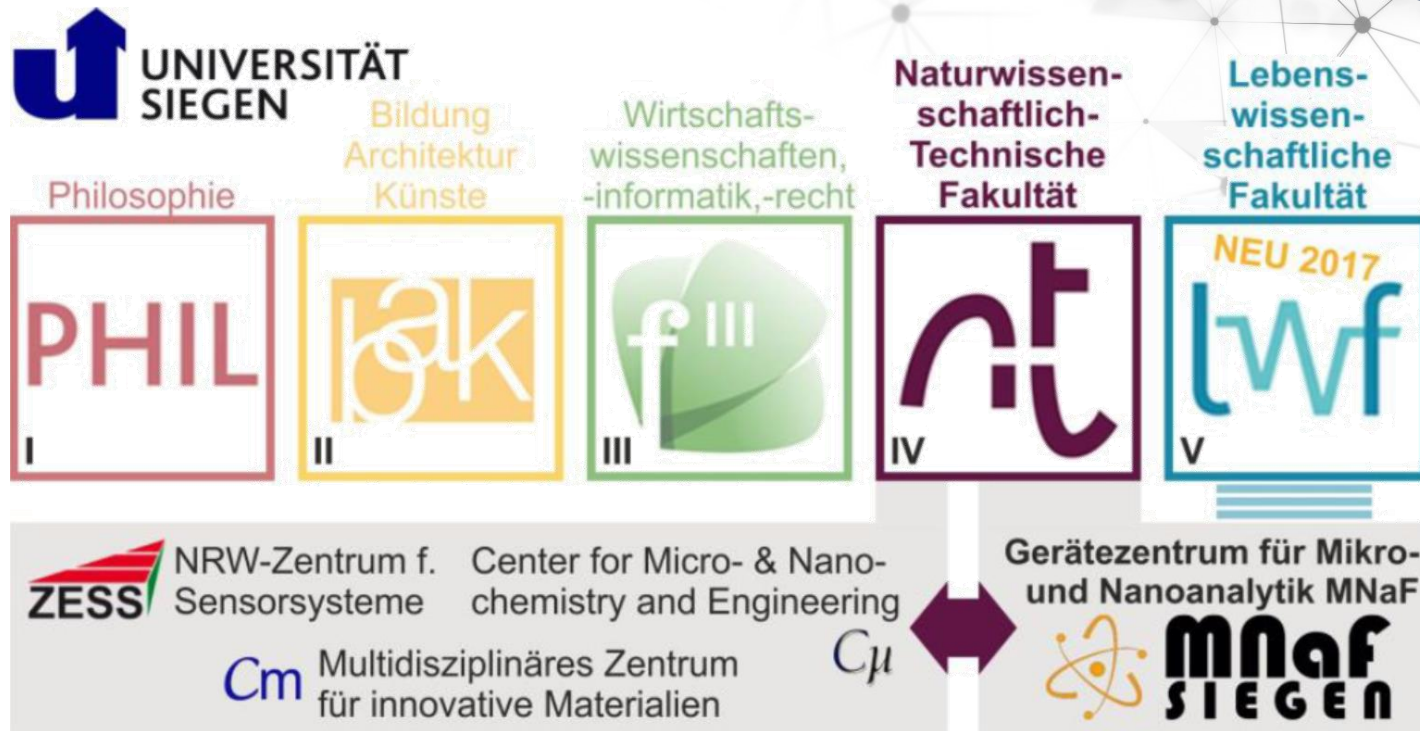 UNIVERSITÄT
SIEGEN
Philosophie
Bildung
Architektur
Künste
Wirtschafts-
wissenschaften,
-informatik,-recht
Naturwissen-
schaftlich-
Technische
Fakultät
Lebens-
wissen-
schaftliche
Fakultät
PHIL
I
bak
II
f III
III
nt
IV
NEU 2017
lwf
V
ZESS
NRW-Zentrum f.
Sensorsysteme
Center for Micro- & Nano-
chemistry and Engineering
Cμ
Cm
Multidisziplinäres Zentrum
für innovative Materialien
Gerätezentrum für Mikro-
und Nanoanalytik MNaF
MNaF
SIEGEN